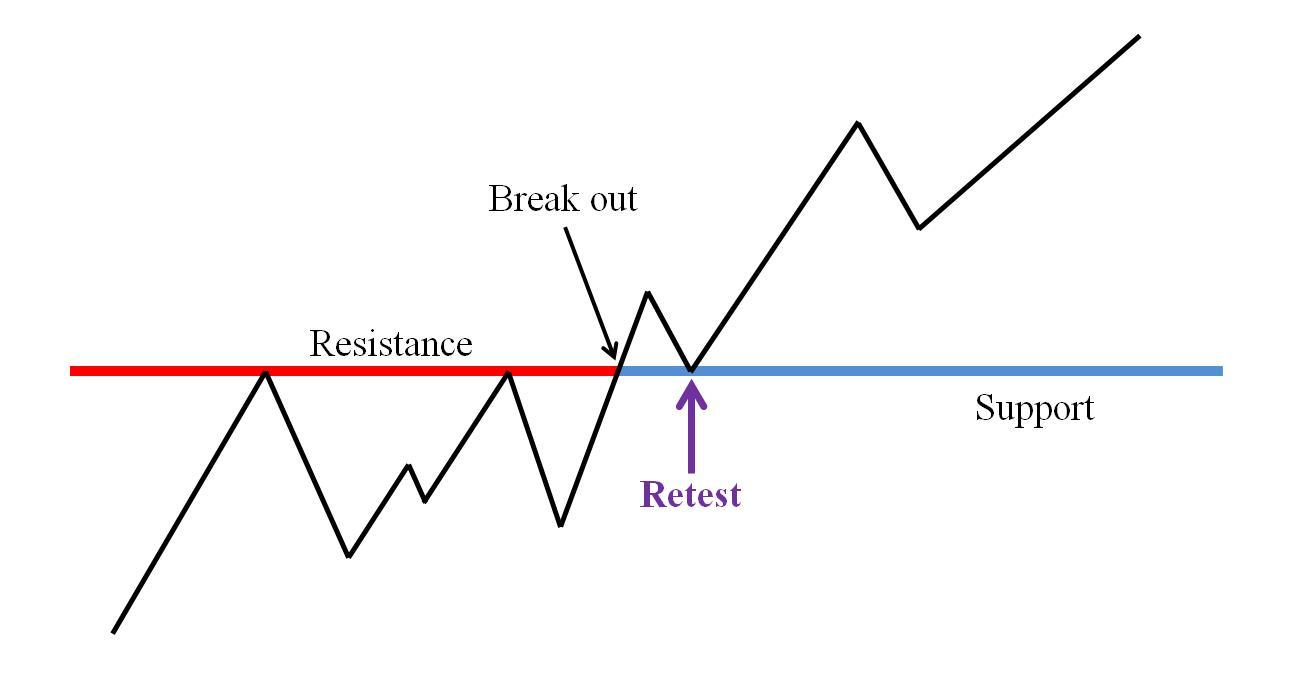 Break out
Resistance
Support
Retest